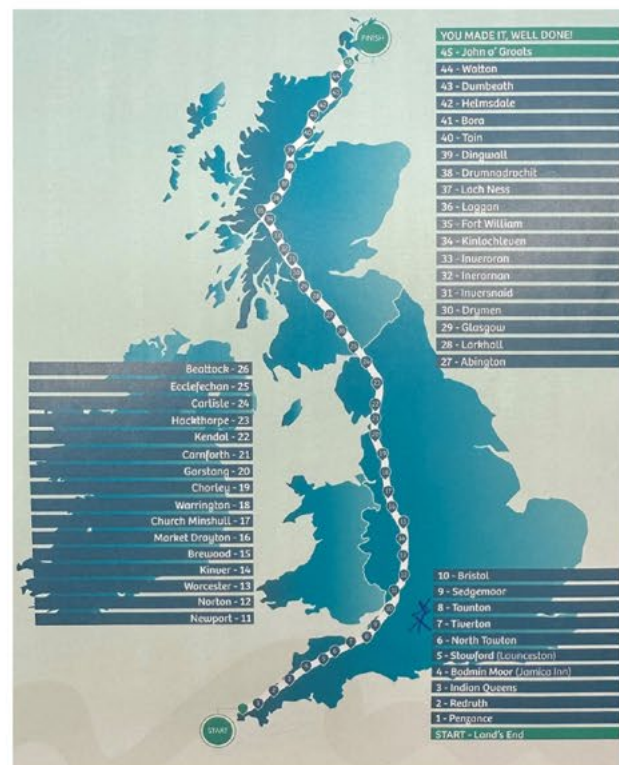 FINISH
YOU MADE IT, WELL DONE!
45 - John o' Groats
44 - Watten
43 - Dumbeath
42 - Helmsdale
41 - Bora
40 - Tain
39 - Dingwall
38 - Drumnadrochit
37 - Loch Ness
36 - Laggan
35 - Fort William
34 - Kinlochleven
33 - Inveroran
32 - Inerarnan
31 - Inversnaid
30 - Drymen
29 - Glasgow
28 - Larkhall
27 - Abington
Beattock - 26
Ecclefechan - 25
Carlisle - 24
Hackthorpe - 23
Kendal - 22
Carnforth - 21
Garstang - 20
Chorley - 19
Warrington - 18
Church Minshull - 17
Market Drayton - 16
Brewood - 15
Kinver - 14
Worcester - 13
Norton - 12
Newport - 11
10 - Bristol
9 - Sedgemoor
8 - Taunton
7 - Tiverton
6 - North Tawton
5 - Stowford (Launceston)
4 - Bodmin Moor (Jamica Inn)
3 - Indian Queens
2 - Redruth
1 - Penzance
START - Land's End
START